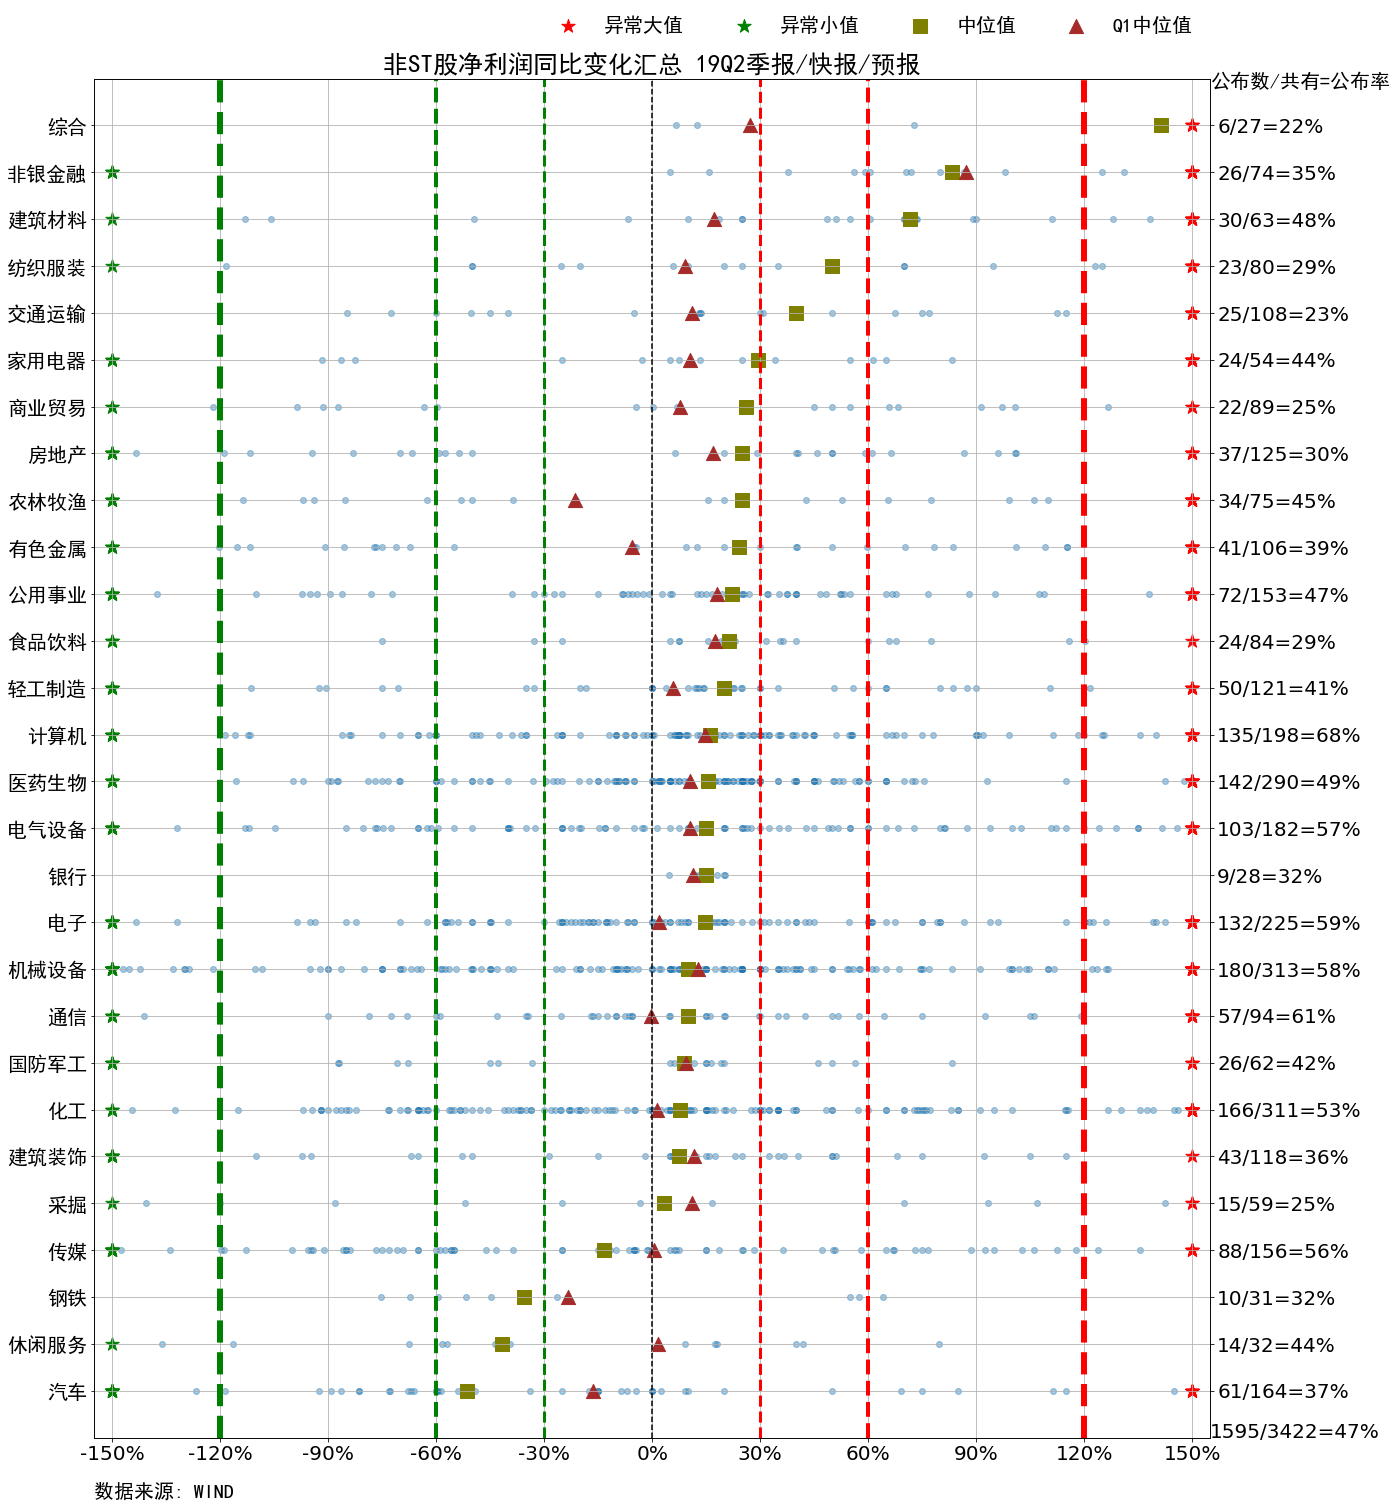 异常大值 异常小值 中位值 Q1中位值
非ST股净利润同比变化汇总 19Q2季报/快报/预报
公布数/共有=公布率
综合 6/27=22%
非银金融 26/74=35%
建筑材料 30/63=48%
纺织服装 23/80=29%
交通运输 25/108=23%
家用电器 24/54=44%
商业贸易 22/89=25%
房地产 37/125=30%
农林牧渔 34/75=45%
有色金属 41/106=39%
公用事业 72/153=47%
食品饮料 24/84=29%
轻工制造 50/121=41%
计算机 135/198=68%
医药生物 142/290=49%
电气设备 103/182=57%
银行 9/28=32%
电子 132/225=59%
机械设备 180/313=58%
通信 57/94=61%
国防军工 26/62=42%
化工 166/311=53%
建筑装饰 43/118=36%
采掘 15/59=25%
传媒 88/156=56%
钢铁 10/31=32%
休闲服务 14/32=44%
汽车 61/164=37%
1595/3422=47%
-150% -120% -90% -60% -30% 0% 30% 60% 90% 120% 150%
数据来源: WIND